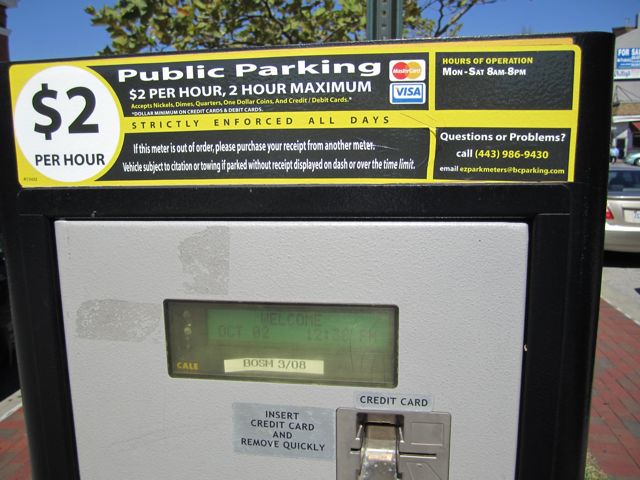 Public Parking
$2 PER HOUR, 2 HOUR MAXIMUM
Accepts Nickels, Dimes, Quarters, One Dollar Coins, And Credit / Debit Cards.*
*DOLLAR MINIMUM ON CREDIT CARDS & DEBIT CARDS.
MasterCard
VISA
HOURS OF OPERATION
MON - SAT 8AM-8PM
$2
PER HOUR
STRICTLY ENFORCED ALL DAYS
If this meter is out of order, please purchase your receipt from another meter.
Vehicle subject to citation or towing if parked without receipt displayed on dash or over the time limit.
Questions or Problems?
call (443) 986-9430
email ezparkmeters@bcparking.com
FOR SALE
WELCOME
OCT 02 12:36 PM
CALE
BOSM 3/08
CREDIT CARD
INSERT
CREDIT CARD
AND
REMOVE QUICKLY